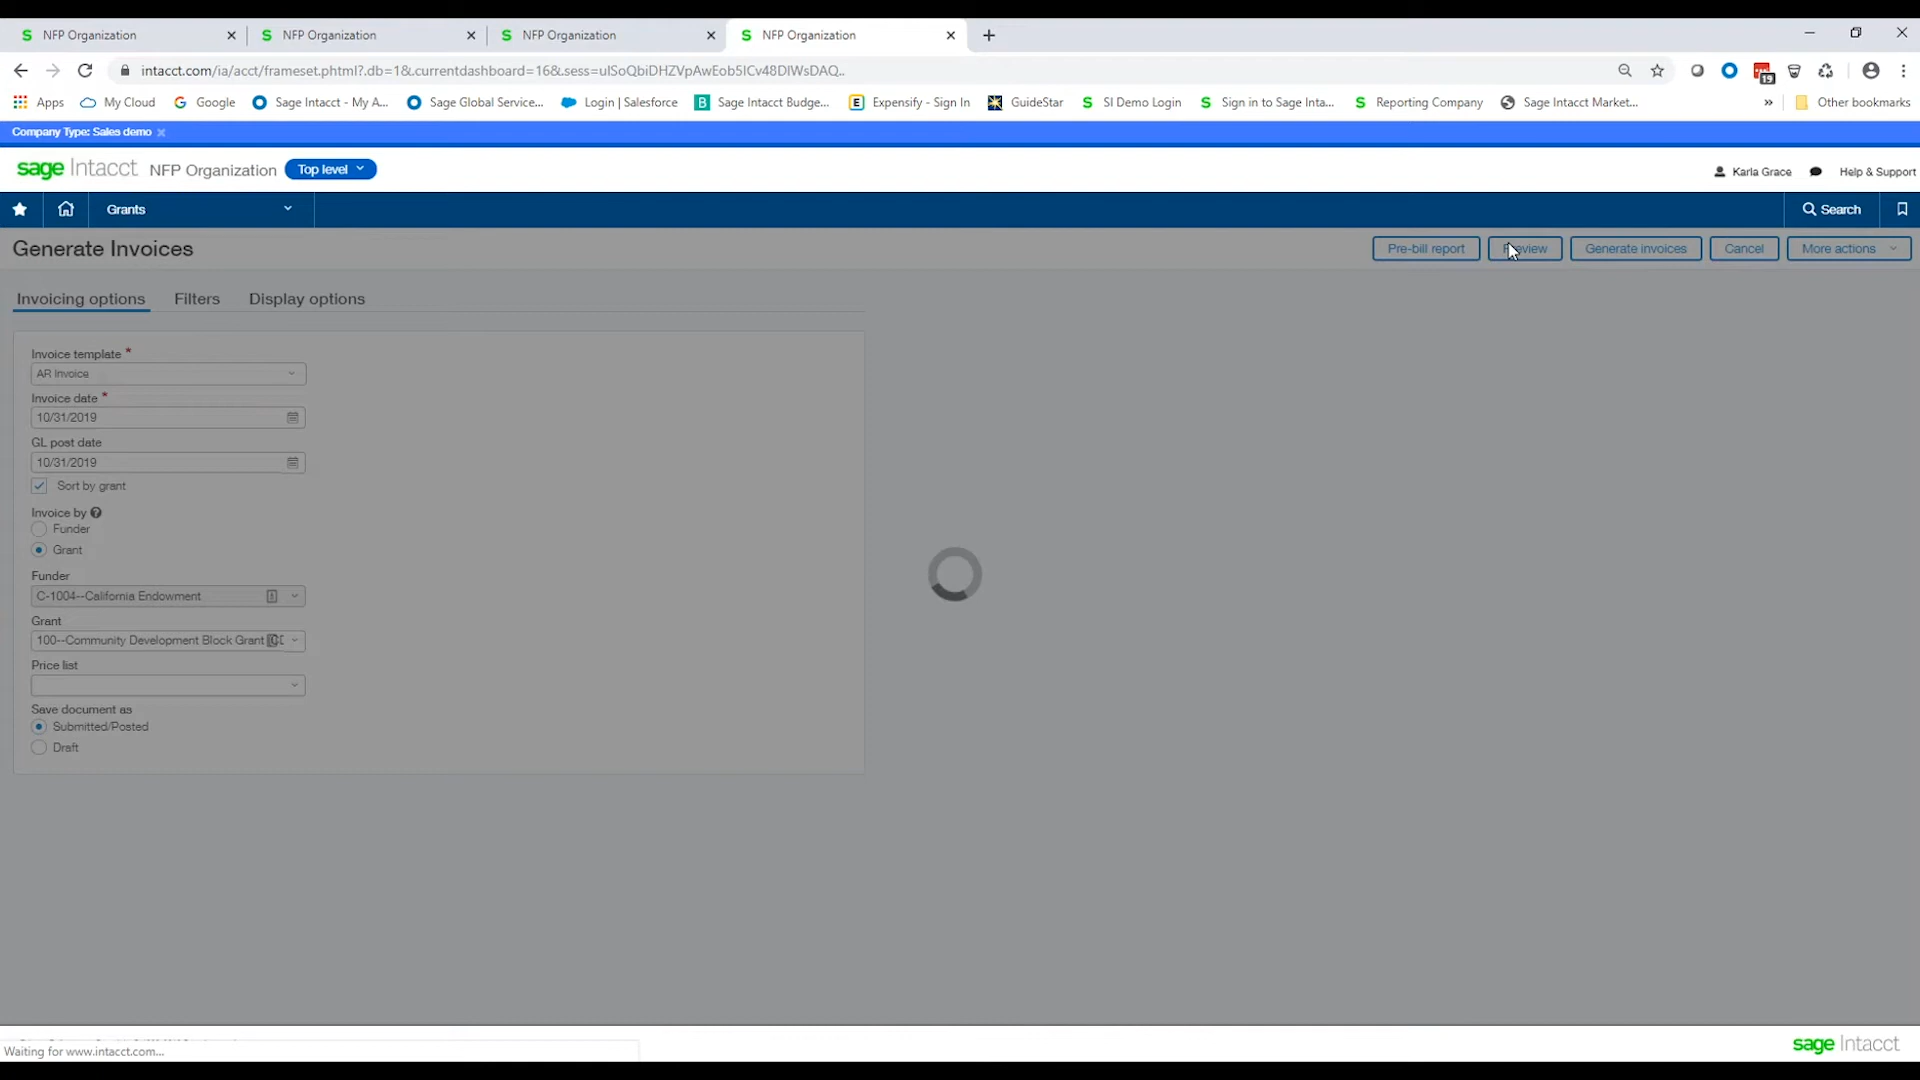 NFP Organization
NFP Organization
NFP Organization
NFP Organization
intacct.com/ia/acct/frameset.phtml?.db=1&.currentdashboard=16&.sess=uISoQbiDHZVpAwEob5ICv48DIWsDAQ..
19
Apps My Cloud Google Sage Intacct - My A... Sage Global Service... Login | Salesforce Sage Intacct Budge... Expensify - Sign In GuideStar SI Demo Login Sign in to Sage Inta... Reporting Company Sage Intacct Market... » Other bookmarks
Company Type: Sales demo
sage Intacct NFP Organization Top level
Karla Grace Help & Support
Grants Search
Generate Invoices
Pre-bill report Preview Generate invoices Cancel More actions
Invoicing options Filters Display options
Invoice template *
AR Invoice
Invoice date *
10/31/2019
GL post date
10/31/2019
Sort by grant
Invoice by
Funder
Grant
Funder
C-1004--California Endowment
Grant
100--Community Development Block Grant
Price list
Save document as
Submitted/Posted
Draft
Waiting for www.intacct.com...
sage Intacct